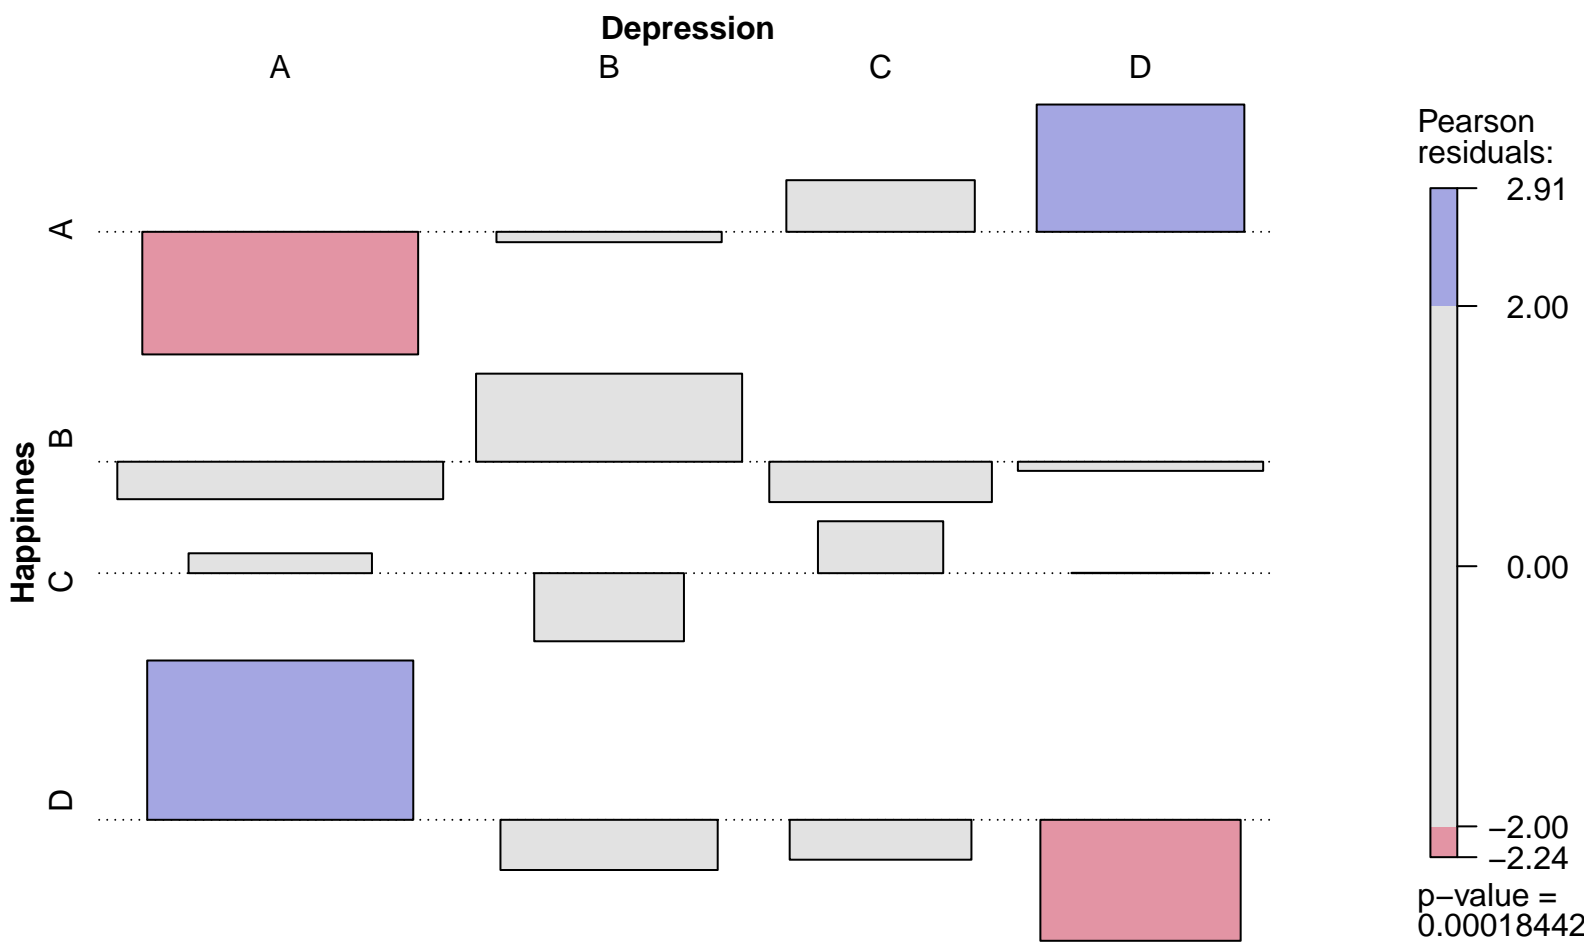 Depression
A B C D
Happinnes
A
B
C
D
Pearson
residuals:
2.91
2.00
0.00
−2.00
−2.24
p−value =
0.00018442